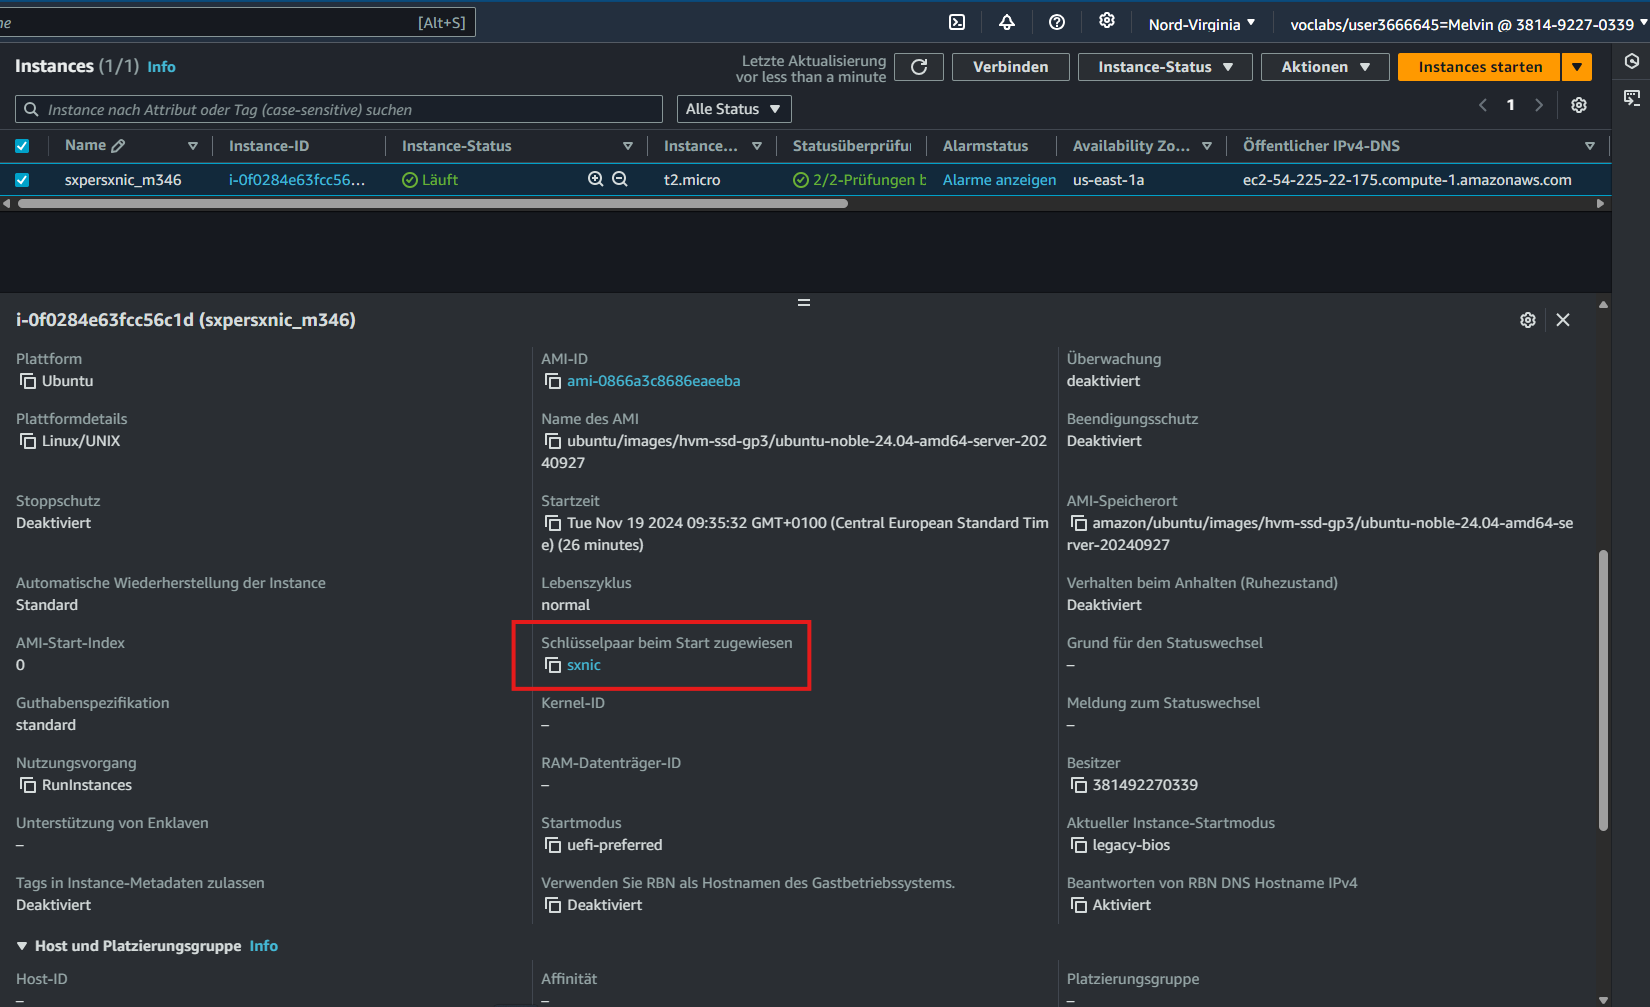 ne [Alt+S] Nord-Virginia voclabs/user3666645=Melvin @ 3814-9227-0339
Instances (1/1) Info
Letzte Aktualisierung
vor less than a minute
Verbinden Instance-Status Aktionen Instances starten
Instance nach Attribut oder Tag (case-sensitive) suchen Alle Status 1
Name Instance-ID Instance-Status Instance... Statusüberprüfu Alarmstatus Availability Zo... Öffentlicher IPv4-DNS
sxpersxnic_m346 i-0f0284e63fcc56... Läuft t2.micro 2/2-Prüfungen b Alarme anzeigen us-east-1a ec2-54-225-22-175.compute-1.amazonaws.com
i-0f0284e63fcc56c1d (sxpersxnic_m346)
Plattform AMI-ID Überwachung
Ubuntu ami-0866a3c8686eaeeba deaktiviert
Plattformdetails Name des AMI Beendigungsschutz
Linux/UNIX ubuntu/images/hvm-ssd-gp3/ubuntu-noble-24.04-amd64-server-202 Deaktiviert
40927
Stoppschutz Startzeit AMI-Speicherort
Deaktiviert Tue Nov 19 2024 09:35:32 GMT+0100 (Central European Standard Tim amazon/ubuntu/images/hvm-ssd-gp3/ubuntu-noble-24.04-amd64-se
e) (26 minutes) rver-20240927
Automatische Wiederherstellung der Instance Lebenszyklus Verhalten beim Anhalten (Ruhezustand)
Standard normal Deaktiviert
AMI-Start-Index Schlüsselpaar beim Start zugewiesen Grund für den Statuswechsel
0 sxnic –
Guthabenspezifikation Kernel-ID Meldung zum Statuswechsel
standard – –
Nutzungsvorgang RAM-Datenträger-ID Besitzer
RunInstances – 381492270339
Unterstützung von Enklaven Startmodus Aktueller Instance-Startmodus
– uefi-preferred legacy-bios
Tags in Instance-Metadaten zulassen Verwenden Sie RBN als Hostnamen des Gastbetriebssystems. Beantworten von RBN DNS Hostname IPv4
Deaktiviert Deaktiviert Aktiviert
Host und Platzierungsgruppe Info
Host-ID Affinität Platzierungsgruppe
– – –